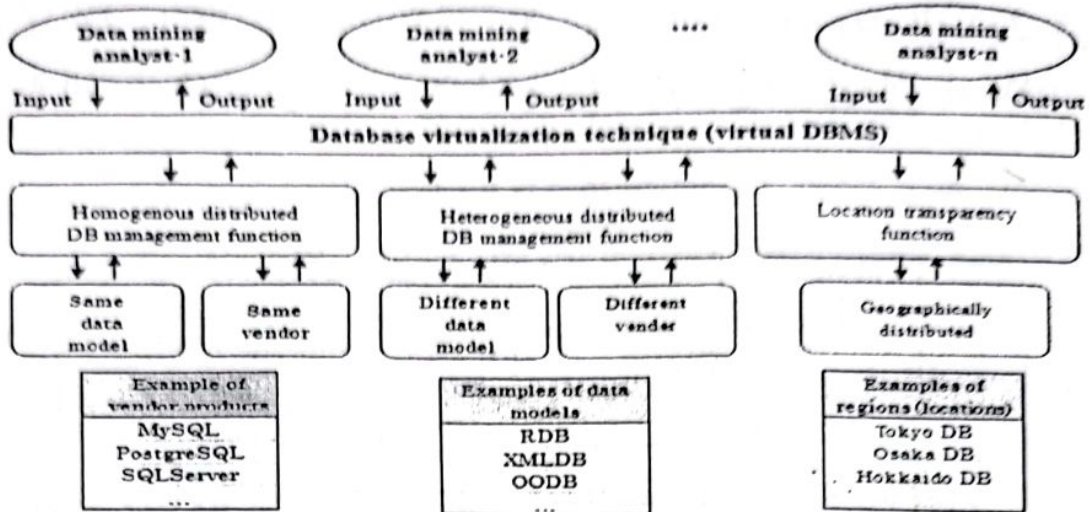 Data mining
analyst-1
Data mining
analyst-2
....
Data mining
analyst-n
Input
Output
Input
Output
Input
Output
Database virtualization technique (virtual DBMS)
Homogenous distributed
DB management function
Heterogeneous distributed
DB management function
Location transparency
function
Same
data
model
Same
vendor
Different
data
model
Different
vender
Geographically
distributed
Example of
vendor products
MySQL
PostgreSQL
SQLServer
...
Examples of data
models
RDB
XMLDB
OODB
...
Examples of
regions (locations)
Tokyo DB
Osaka DB
Hokkaido DB